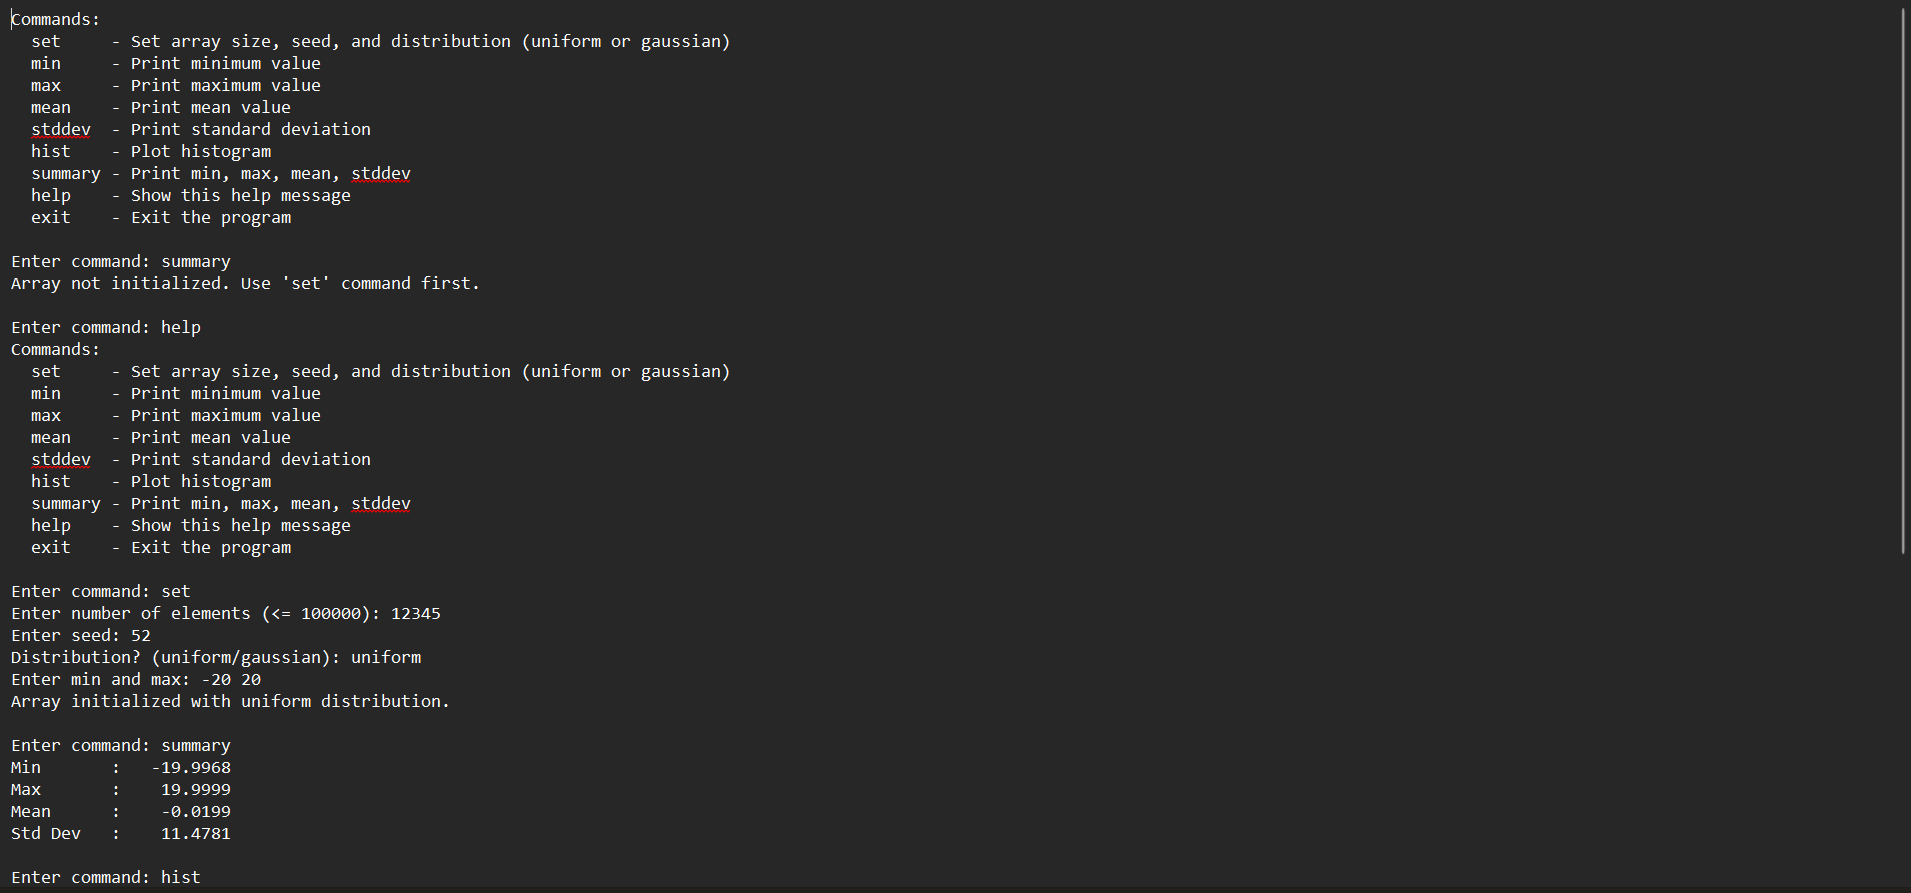 Commands:
  set     - Set array size, seed, and distribution (uniform or gaussian)
  min     - Print minimum value
  max     - Print maximum value
  mean    - Print mean value
  stddev  - Print standard deviation
  hist    - Plot histogram
  summary - Print min, max, mean, stddev
  help    - Show this help message
  exit    - Exit the program

Enter command: summary
Array not initialized. Use 'set' command first.

Enter command: help
Commands:
  set     - Set array size, seed, and distribution (uniform or gaussian)
  min     - Print minimum value
  max     - Print maximum value
  mean    - Print mean value
  stddev  - Print standard deviation
  hist    - Plot histogram
  summary - Print min, max, mean, stddev
  help    - Show this help message
  exit    - Exit the program

Enter command: set
Enter number of elements (<= 100000): 12345
Enter seed: 52
Distribution? (uniform/gaussian): uniform
Enter min and max: -20 20
Array initialized with uniform distribution.

Enter command: summary
Min       :   -19.9968
Max       :    19.9999
Mean      :    -0.0199
Std Dev   :    11.4781

Enter command: hist